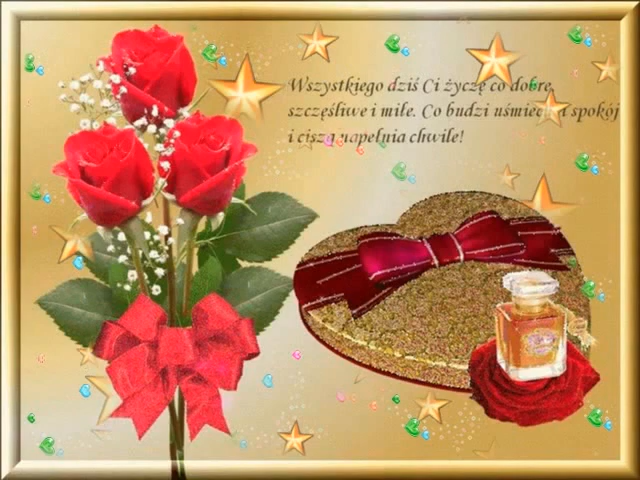 Wszystkiego dziś Ci życzę co dobre,
szczęśliwe i miłe. Co budzi uśmiech i spokój
i ciszą napełnia chwile!